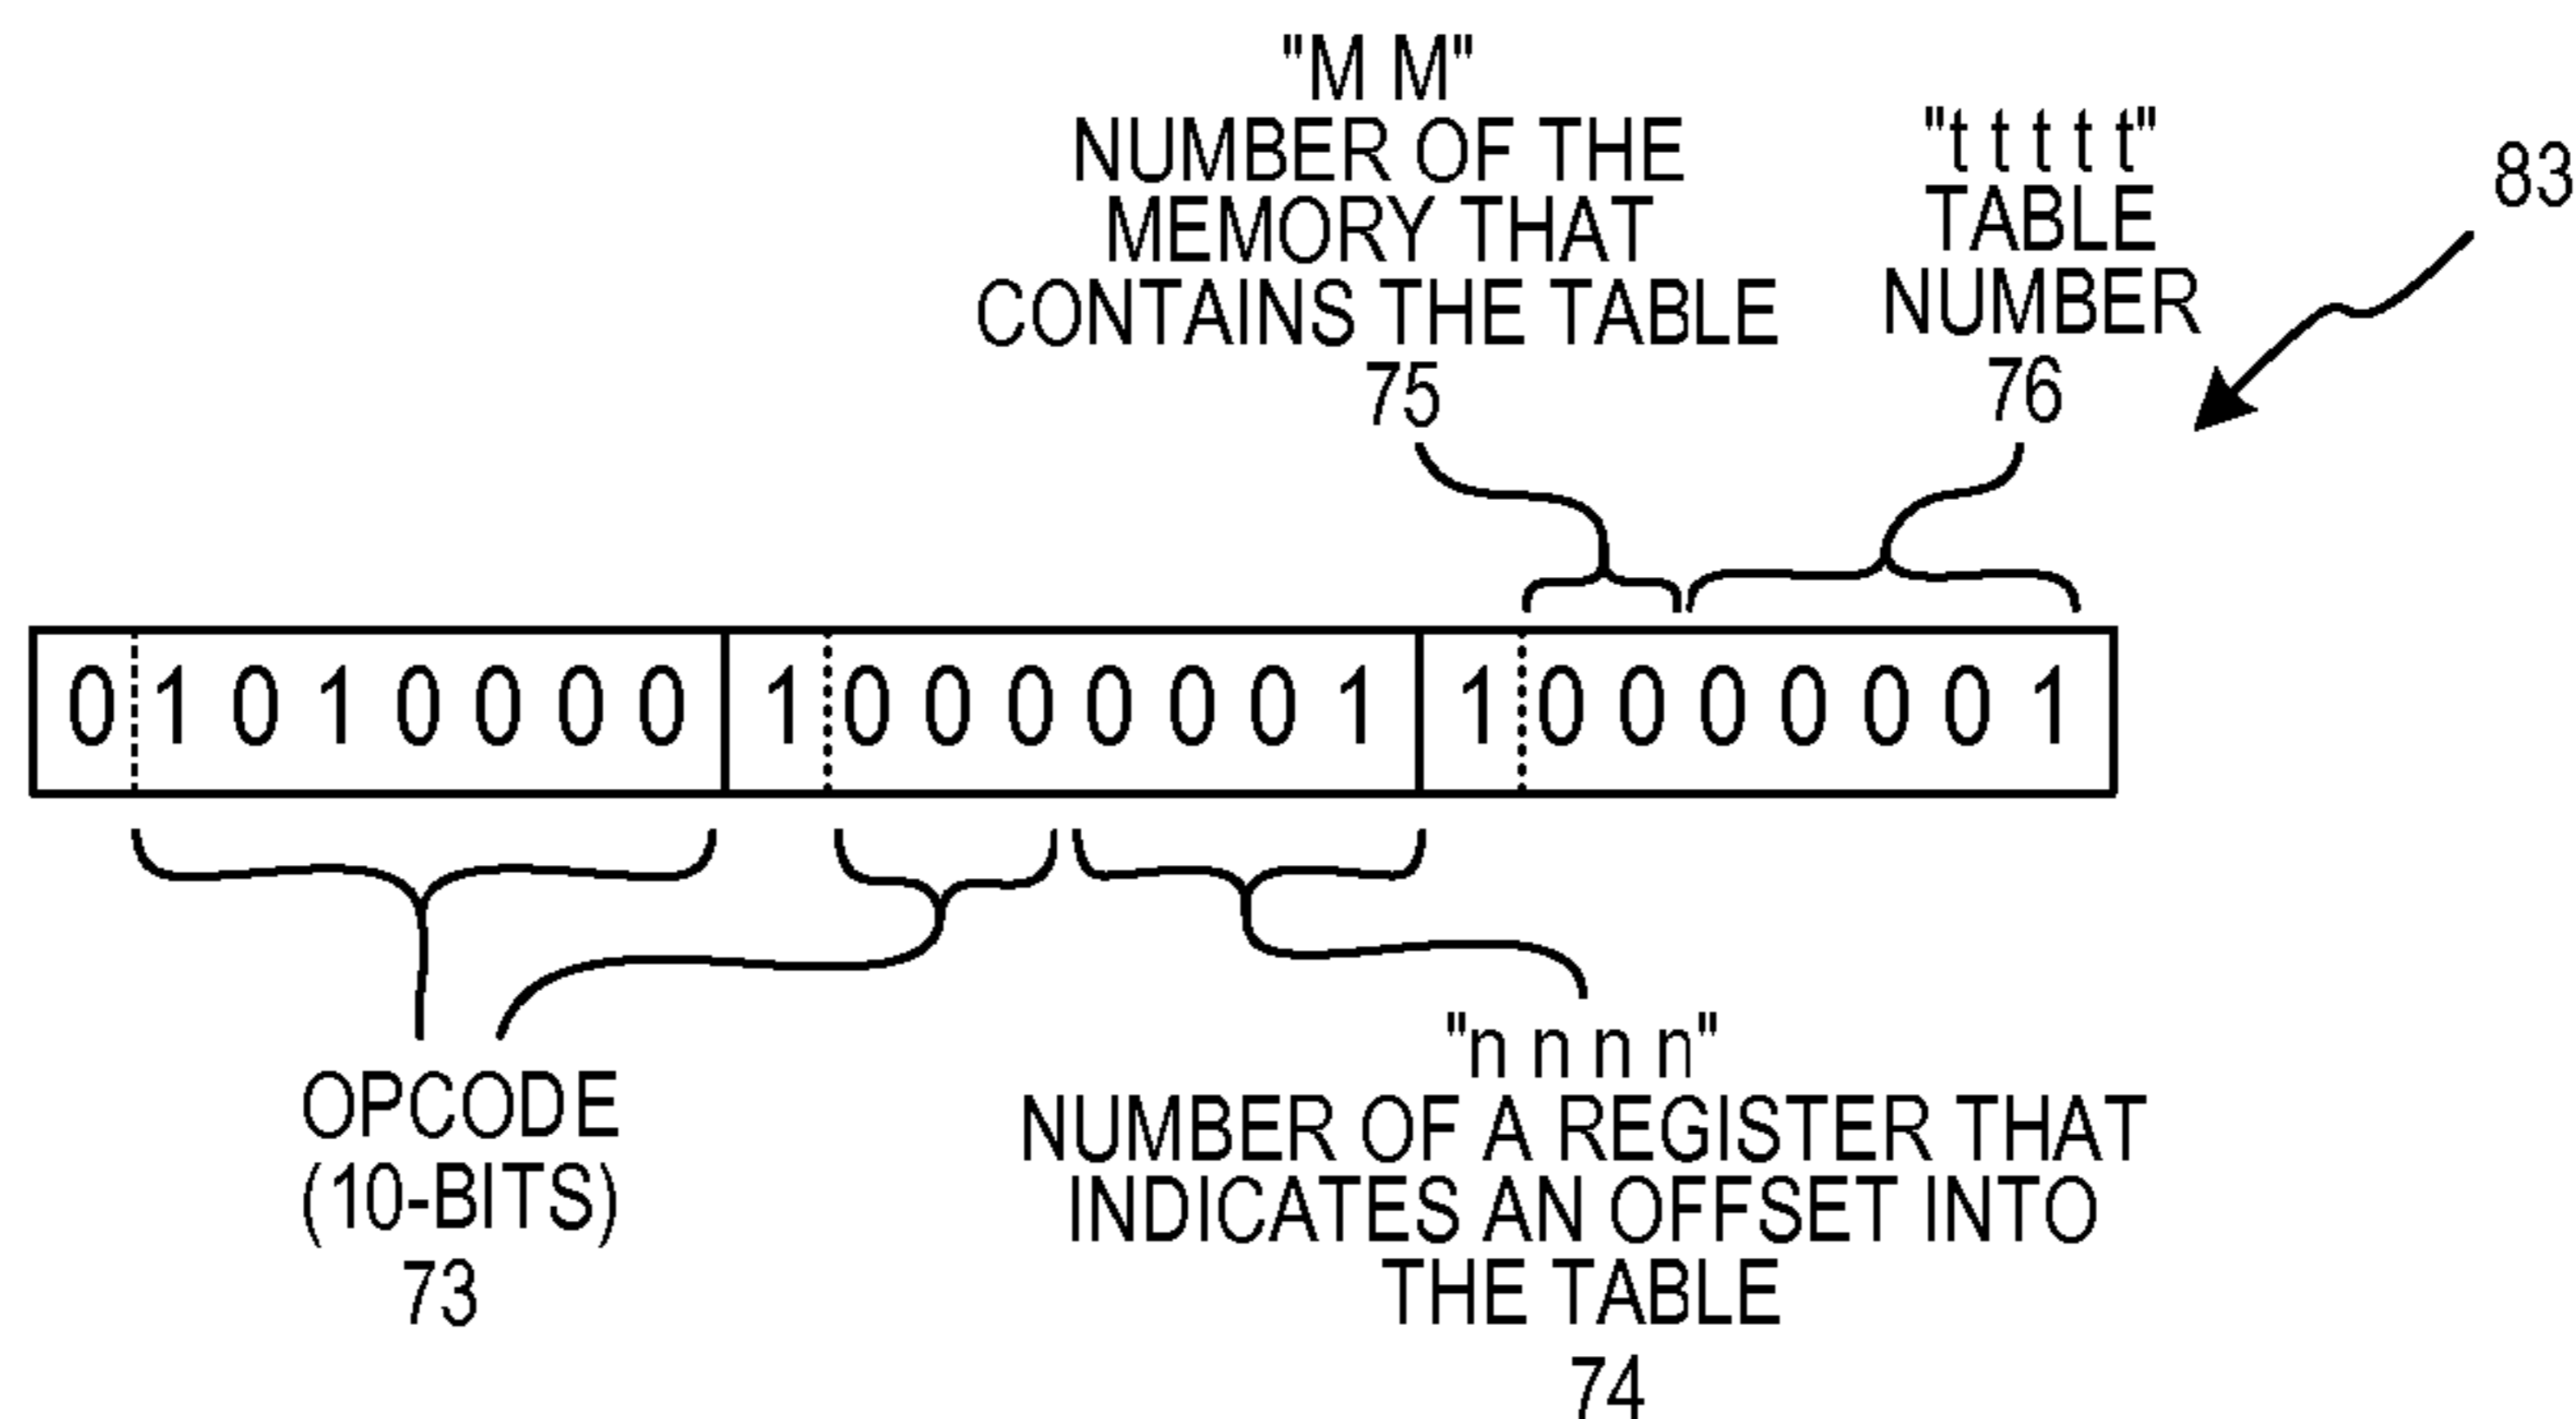 "M M"
NUMBER OF THE
MEMORY THAT
CONTAINS THE TABLE
75
"t t t t t"
TABLE
NUMBER
76
83
0 1 0 1 0 0 0 0 1 0 0 0 0 0 0 1 1 0 0 0 0 0 0 1
OPCODE
(10-BITS)
73
"n n n n"
NUMBER OF A REGISTER THAT
INDICATES AN OFFSET INTO
THE TABLE
74